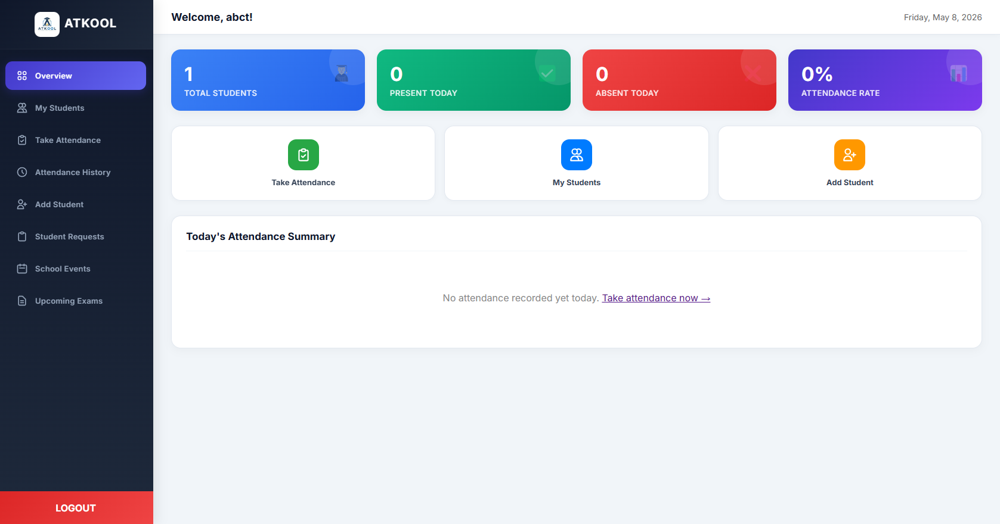 ATKOOL
ATKOOL
Overview
My Students
Take Attendance
Attendance History
Add Student
Student Requests
School Events
Upcoming Exams
LOGOUT
Welcome, abct!
Friday, May 8, 2026
1
TOTAL STUDENTS
0
PRESENT TODAY
0
ABSENT TODAY
0%
ATTENDANCE RATE
Take Attendance
My Students
Add Student
Today's Attendance Summary
No attendance recorded yet today. Take attendance now →